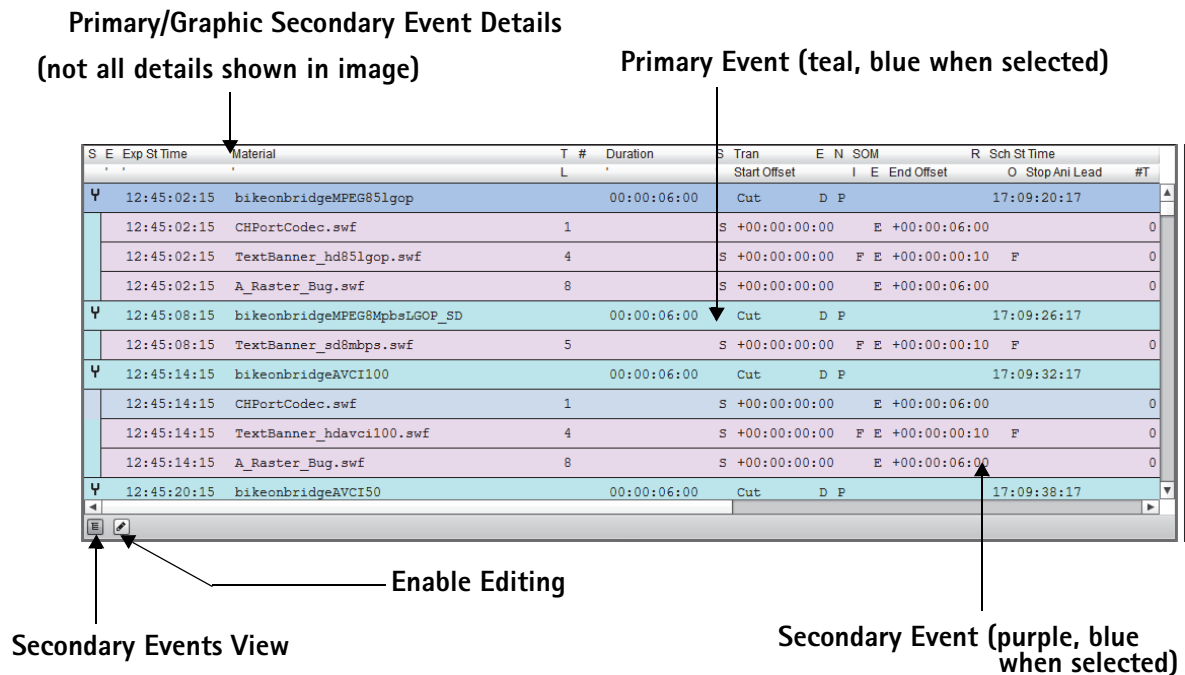 Primary/Graphic Secondary Event Details
(not all details shown in image)
Primary Event (teal, blue when selected)
S E Exp St Time Material T # Duration S Tran E N SOM R Sch St Time
' ' ' L ' Start Offset I E End Offset O Stop Ani Lead #T
12:45:02:15 bikeonbridgeMPEG85lgop 00:00:06:00 Cut D P 17:09:20:17
12:45:02:15 CHPortCodec.swf 1 S +00:00:00:00 E +00:00:06:00 0
12:45:02:15 TextBanner_hd85lgop.swf 4 S +00:00:00:00 F E +00:00:00:10 F 0
12:45:02:15 A_Raster_Bug.swf 8 S +00:00:00:00 E +00:00:06:00 0
12:45:08:15 bikeonbridgeMPEG8MpbsLGOP_SD 00:00:06:00 Cut D P 17:09:26:17
12:45:08:15 TextBanner_sd8mbps.swf 5 S +00:00:00:00 F E +00:00:00:10 F 0
12:45:14:15 bikeonbridgeAVCI100 00:00:06:00 Cut D P 17:09:32:17
12:45:14:15 CHPortCodec.swf 1 S +00:00:00:00 E +00:00:06:00 0
12:45:14:15 TextBanner_hdavci100.swf 4 S +00:00:00:00 F E +00:00:00:10 F 0
12:45:14:15 A_Raster_Bug.swf 8 S +00:00:00:00 E +00:00:06:00 0
12:45:20:15 bikeonbridgeAVCI50 00:00:06:00 Cut D P 17:09:38:17
Enable Editing
Secondary Events View
Secondary Event (purple, blue
when selected)